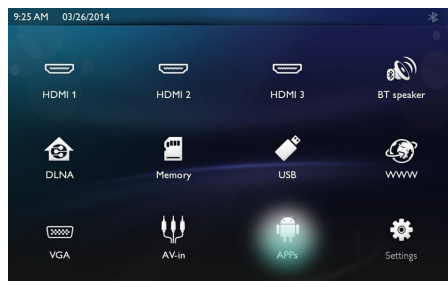 9:25 AM 03/26/2014
HDMI 1 HDMI 2 HDMI 3 BT speaker
DLNA Memory USB WWW
VGA AV-in APPs Settings